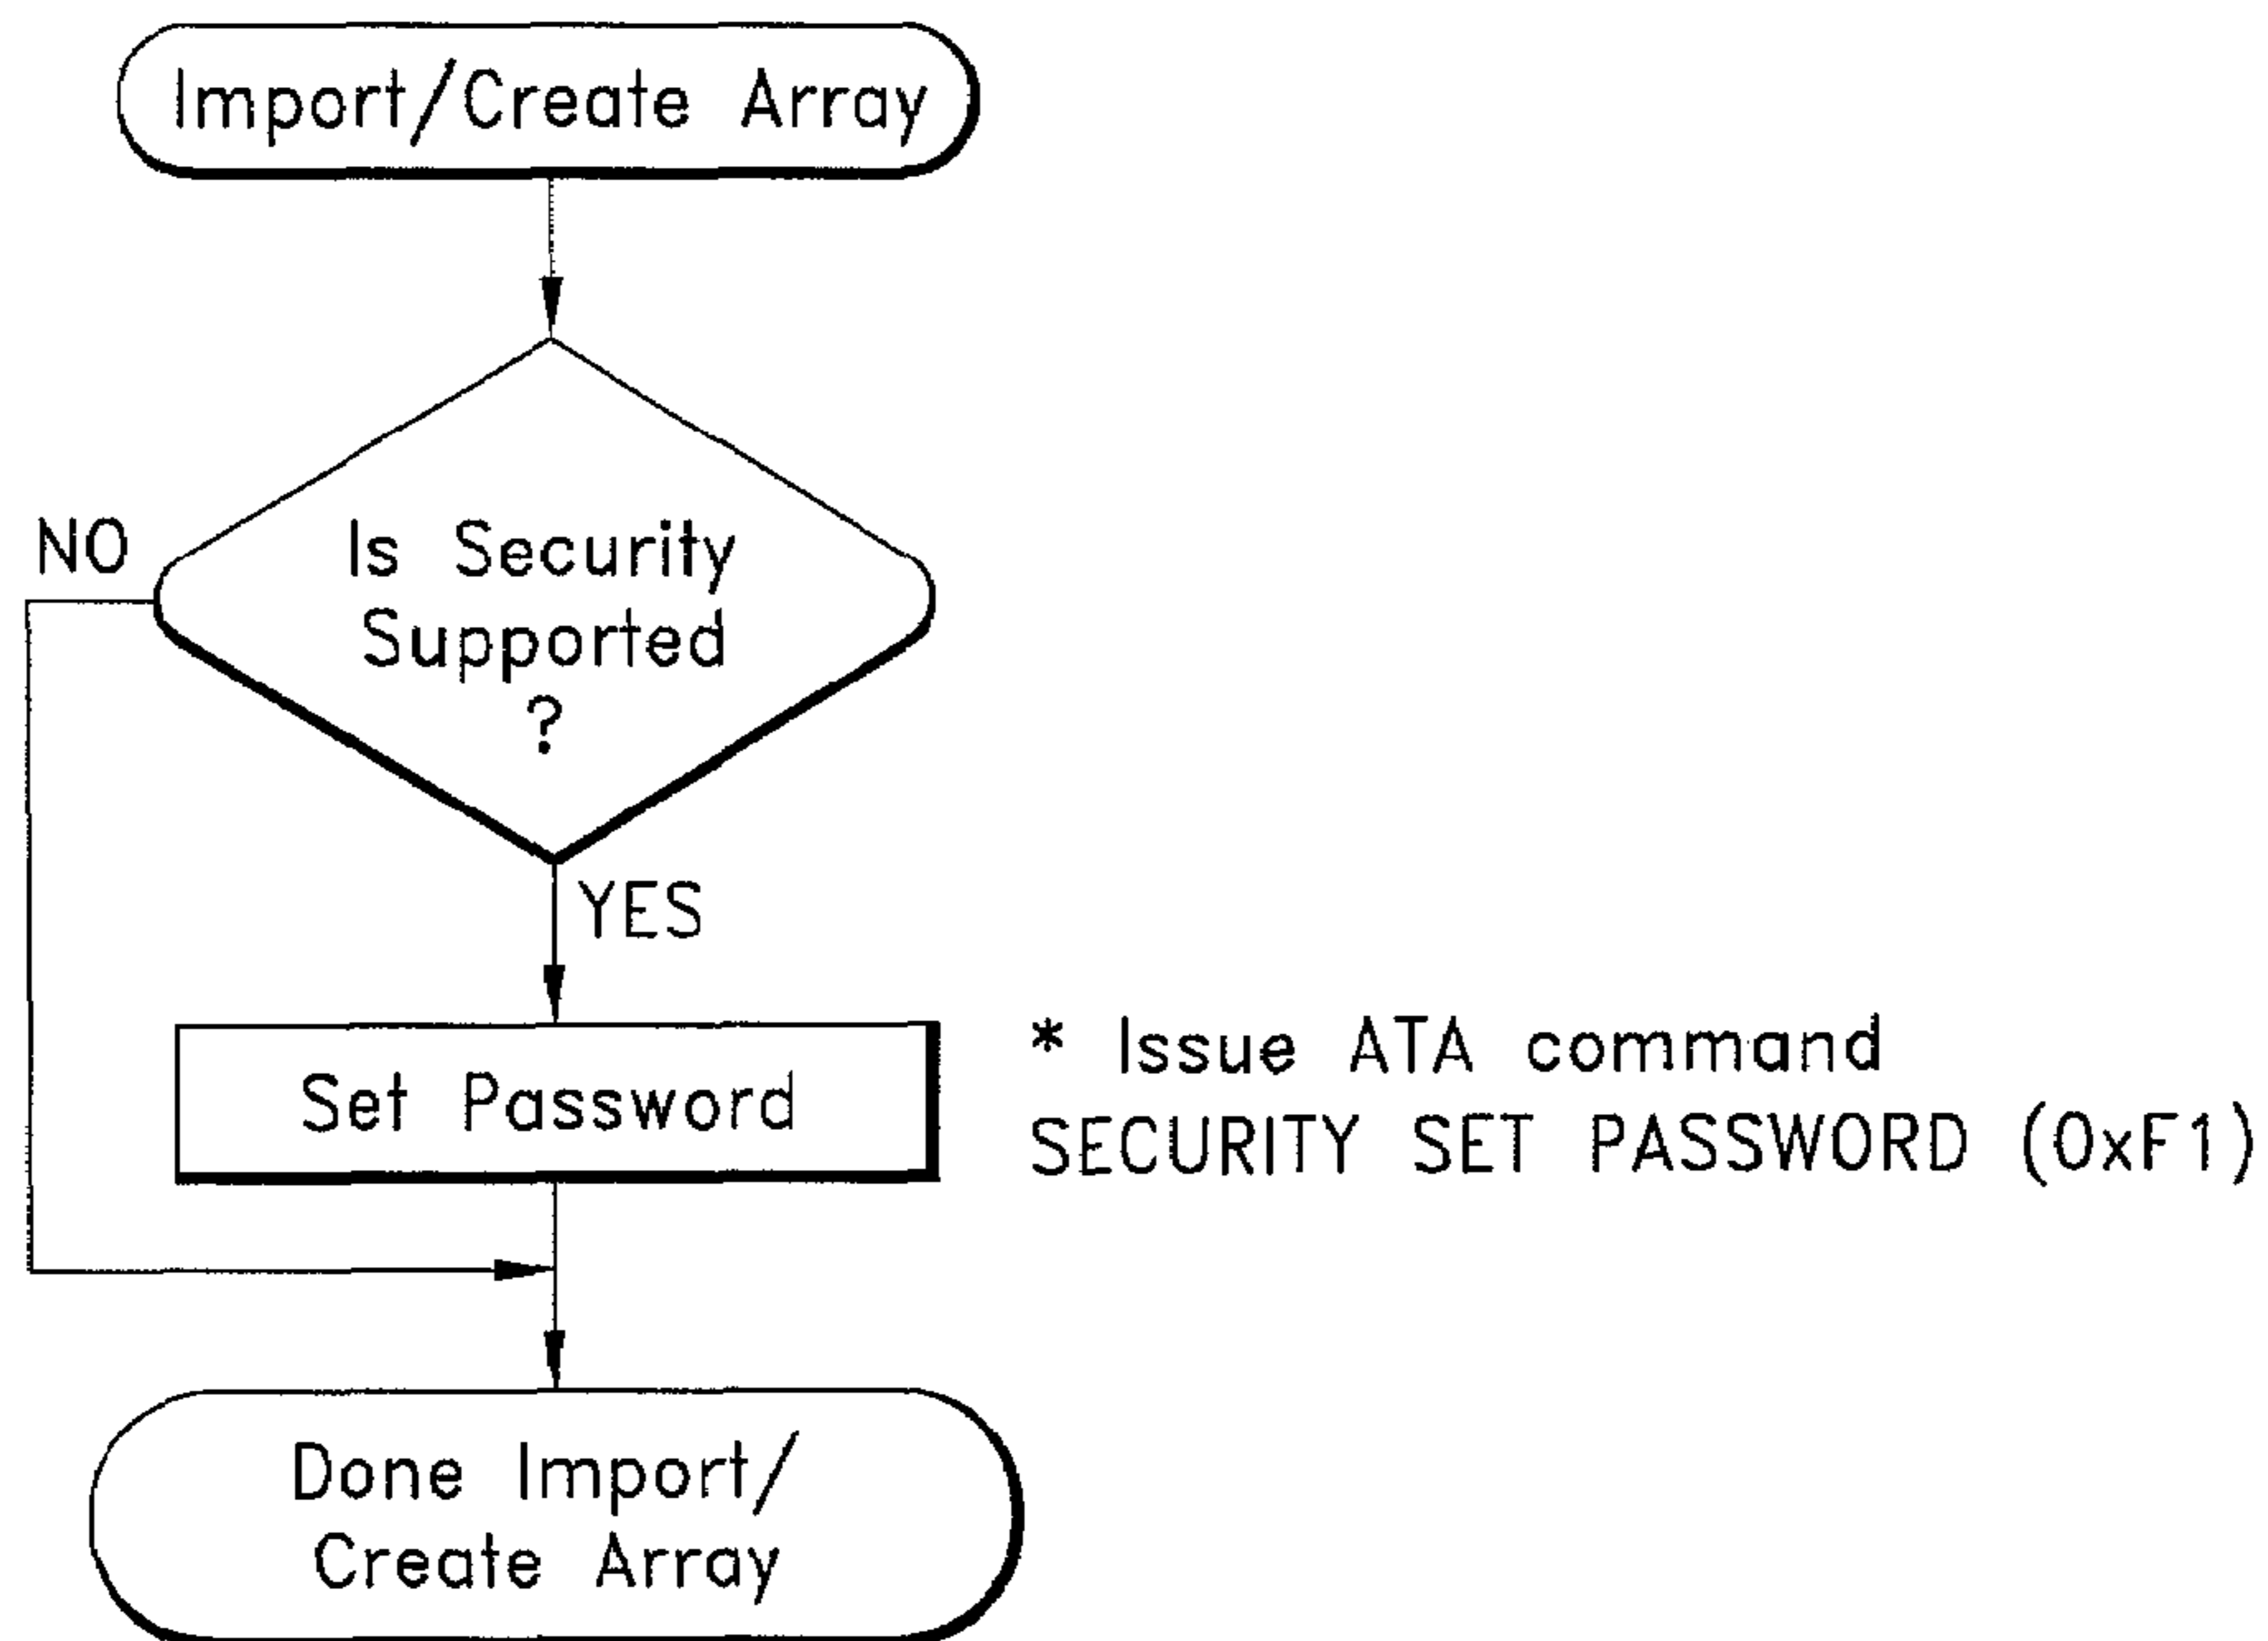 Import/Create Array
NO
Is Security
Supported
?
YES
Set Password
* Issue ATA command
SECURITY SET PASSWORD (0xF1)
Done Import/
Create Array